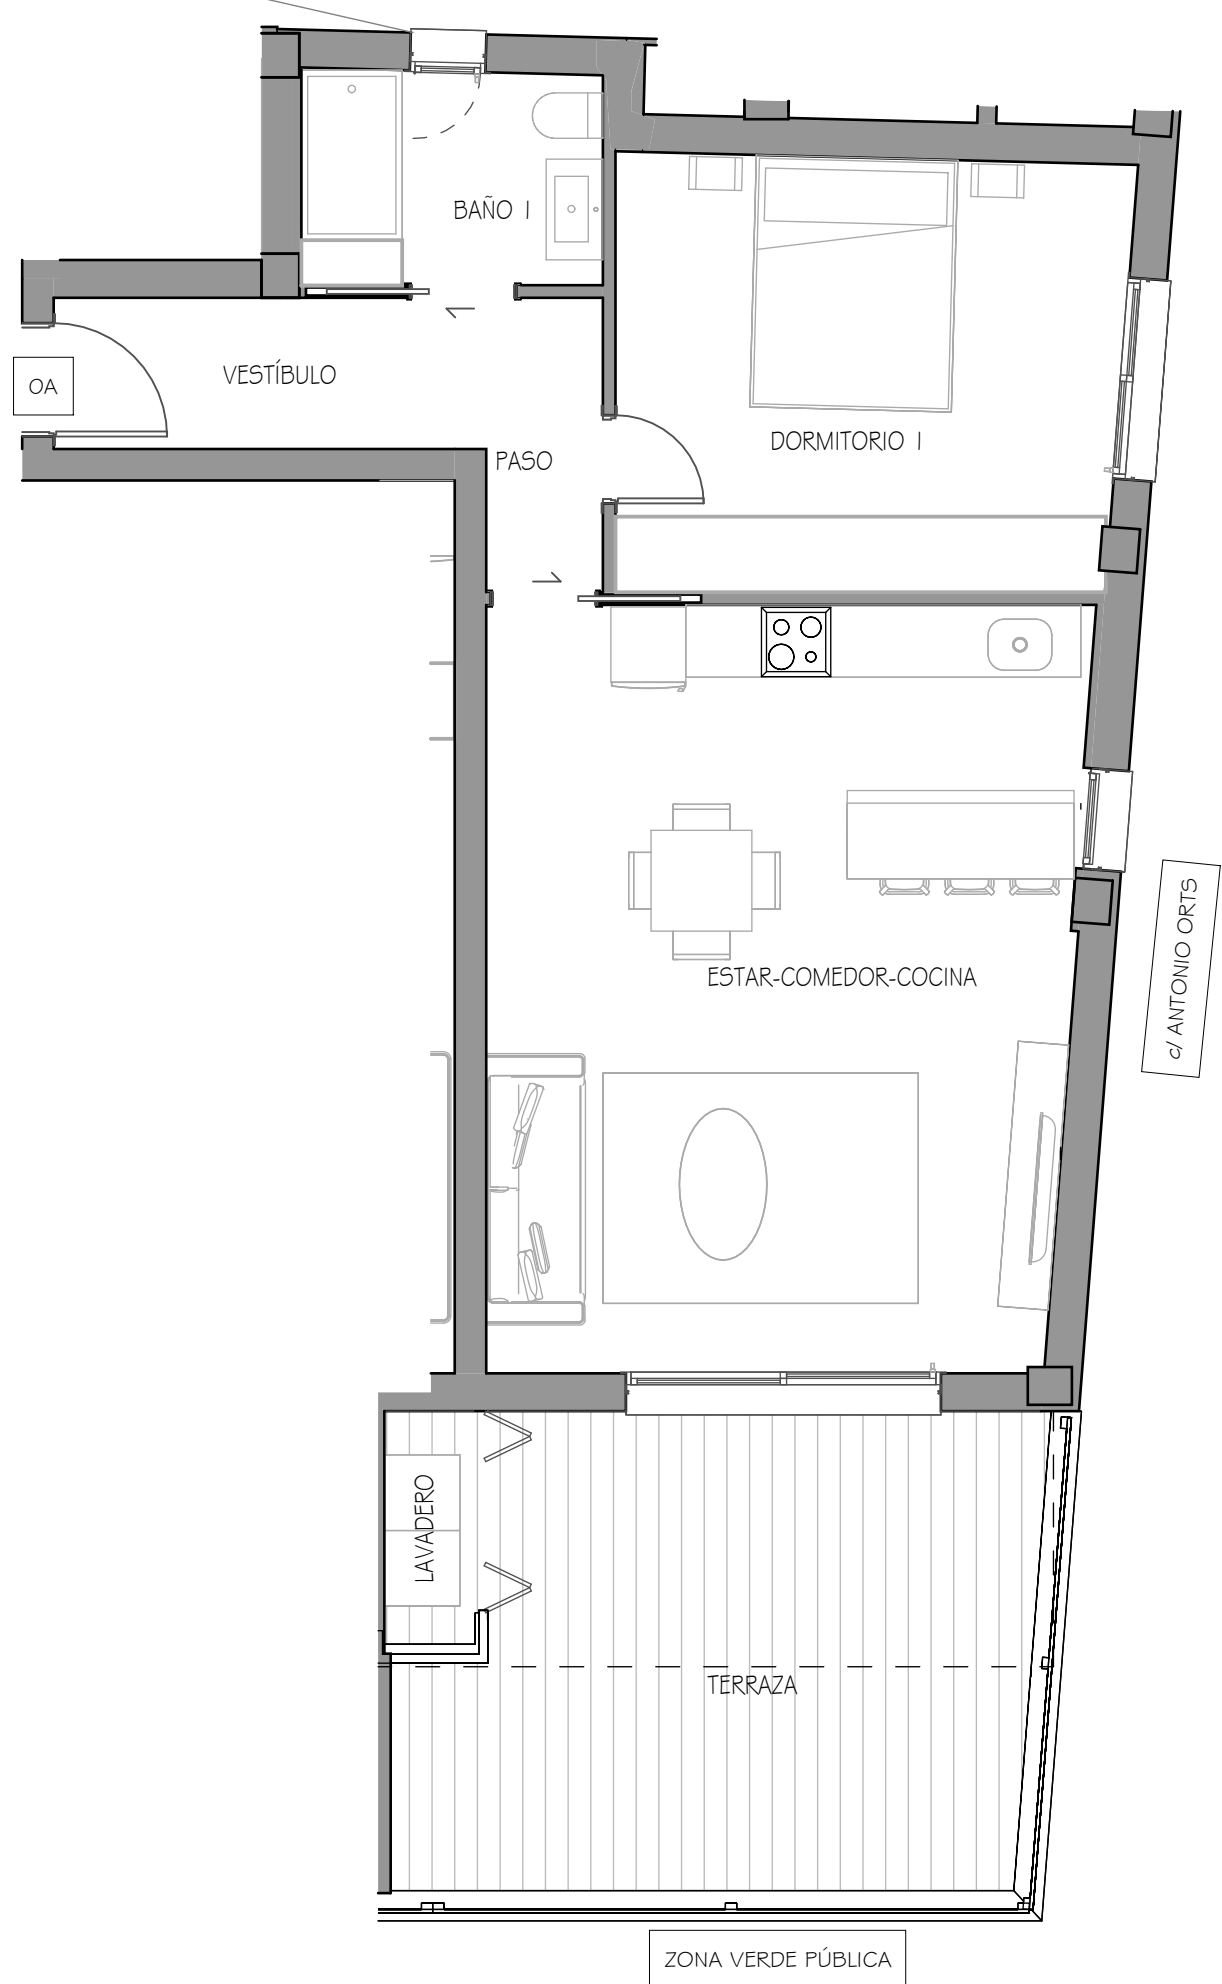 BAÑO 1
VESTÍBULO
OA
DORMITORIO 1
PASO
c/ ANTONIO ORTS
ESTAR-COMEDOR-COCINA
LAVADERO
TERRAZA
ZONA VERDE PÚBLICA